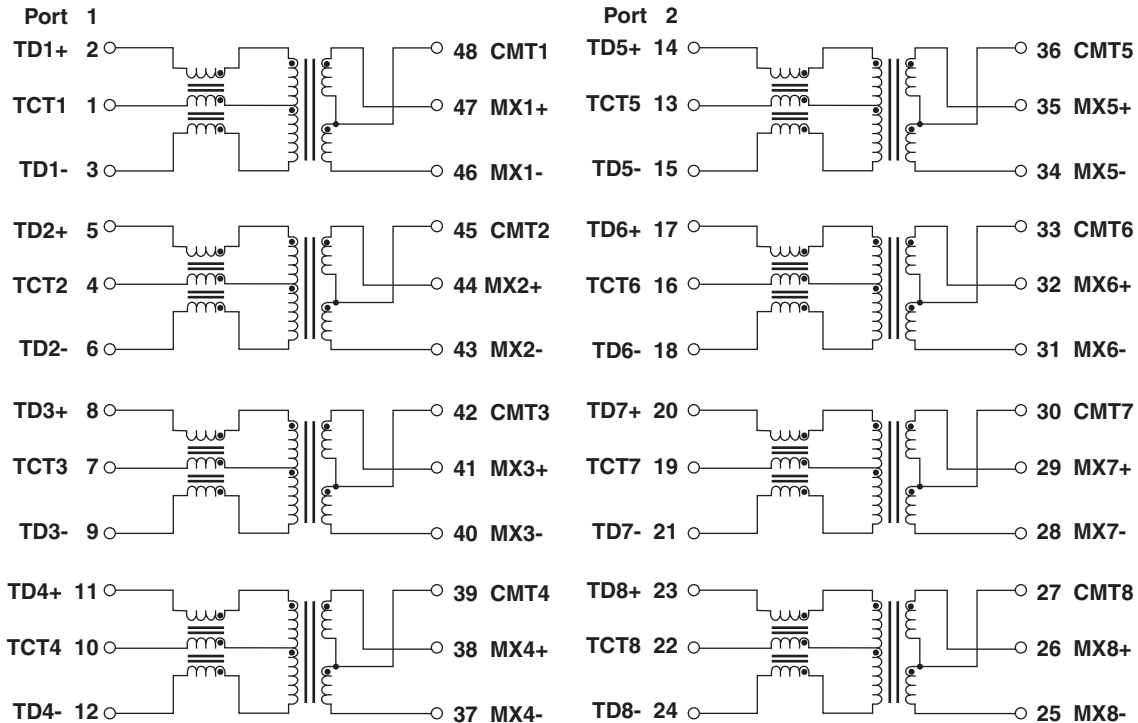 Port 1
TD1+ 2
48 CMT1
TCT1 1
47 MX1+
TD1- 3
46 MX1-
TD2+ 5
45 CMT2
TCT2 4
44 MX2+
TD2- 6
43 MX2-
TD3+ 8
42 CMT3
TCT3 7
41 MX3+
TD3- 9
40 MX3-
TD4+ 11
39 CMT4
TCT4 10
38 MX4+
TD4- 12
37 MX4-
Port 2
TD5+ 14
36 CMT5
TCT5 13
35 MX5+
TD5- 15
34 MX5-
TD6+ 17
33 CMT6
TCT6 16
32 MX6+
TD6- 18
31 MX6-
TD7+ 20
30 CMT7
TCT7 19
29 MX7+
TD7- 21
28 MX7-
TD8+ 23
27 CMT8
TCT8 22
26 MX8+
TD8- 24
25 MX8-